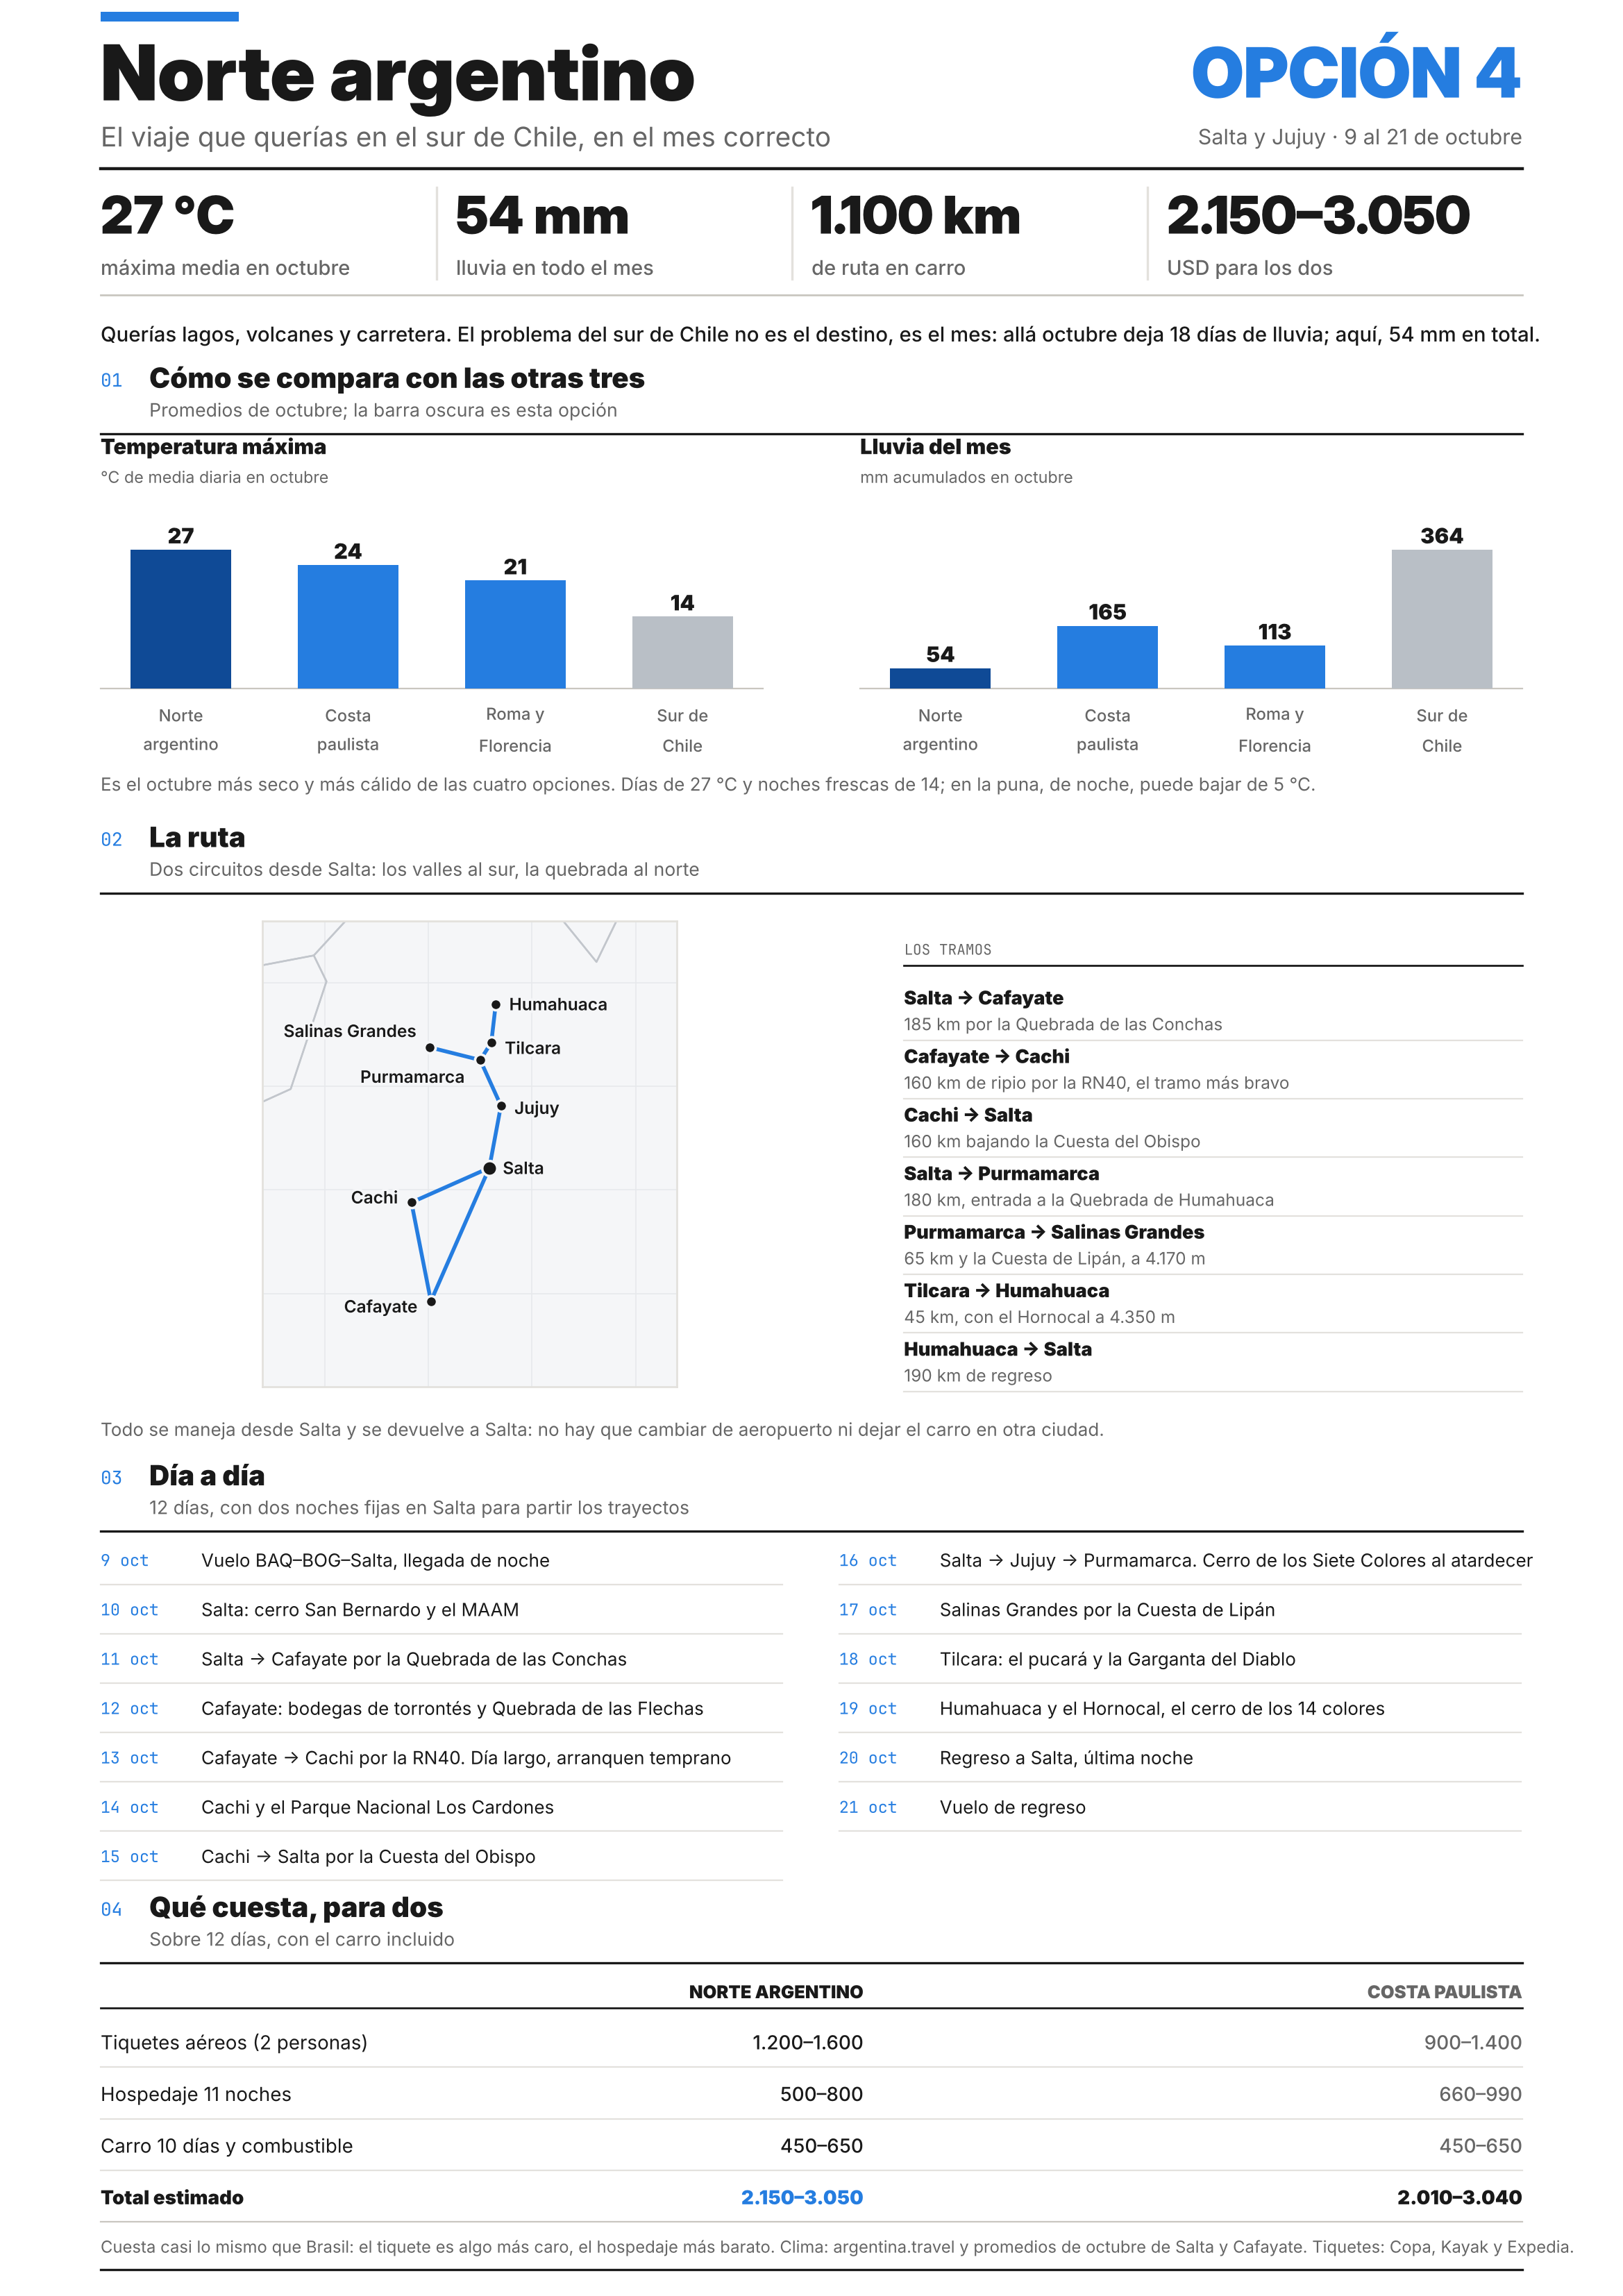 Norte argentino
OPCIÓN 4
El viaje que querías en el sur de Chile, en el mes correcto
Salta y Jujuy · 9 al 21 de octubre
27 °C
máxima media en octubre
54 mm
lluvia en todo el mes
1.100 km
de ruta en carro
2.150–3.050
USD para los dos
Querías lagos, volcanes y carretera. El problema del sur de Chile no es el destino, es el mes: allá octubre deja 18 días de lluvia; aquí, 54 mm en total.
01 Cómo se compara con las otras tres
Promedios de octubre; la barra oscura es esta opción
Temperatura máxima
°C de media diaria en octubre
27
24
21
14
Norte
argentino
Costa
paulista
Roma y
Florencia
Sur de
Chile
Lluvia del mes
mm acumulados en octubre
54
165
113
364
Norte
argentino
Costa
paulista
Roma y
Florencia
Sur de
Chile
Es el octubre más seco y más cálido de las cuatro opciones. Días de 27 °C y noches frescas de 14; en la puna, de noche, puede bajar de 5 °C.
02 La ruta
Dos circuitos desde Salta: los valles al sur, la quebrada al norte
Humahuaca
Salinas Grandes
Tilcara
Purmamarca
Jujuy
Salta
Cachi
Cafayate
LOS TRAMOS
Salta → Cafayate
185 km por la Quebrada de las Conchas
Cafayate → Cachi
160 km de ripio por la RN40, el tramo más bravo
Cachi → Salta
160 km bajando la Cuesta del Obispo
Salta → Purmamarca
180 km, entrada a la Quebrada de Humahuaca
Purmamarca → Salinas Grandes
65 km y la Cuesta de Lipán, a 4.170 m
Tilcara → Humahuaca
45 km, con el Hornocal a 4.350 m
Humahuaca → Salta
190 km de regreso
Todo se maneja desde Salta y se devuelve a Salta: no hay que cambiar de aeropuerto ni dejar el carro en otra ciudad.
03 Día a día
12 días, con dos noches fijas en Salta para partir los trayectos
9 oct Vuelo BAQ–BOG–Salta, llegada de noche
10 oct Salta: cerro San Bernardo y el MAAM
11 oct Salta → Cafayate por la Quebrada de las Conchas
12 oct Cafayate: bodegas de torrontés y Quebrada de las Flechas
13 oct Cafayate → Cachi por la RN40. Día largo, arranquen temprano
14 oct Cachi y el Parque Nacional Los Cardones
15 oct Cachi → Salta por la Cuesta del Obispo
16 oct Salta → Jujuy → Purmamarca. Cerro de los Siete Colores al atardecer
17 oct Salinas Grandes por la Cuesta de Lipán
18 oct Tilcara: el pucará y la Garganta del Diablo
19 oct Humahuaca y el Hornocal, el cerro de los 14 colores
20 oct Regreso a Salta, última noche
21 oct Vuelo de regreso
04 Qué cuesta, para dos
Sobre 12 días, con el carro incluido
NORTE ARGENTINO COSTA PAULISTA
Tiquetes aéreos (2 personas) 1.200–1.600 900–1.400
Hospedaje 11 noches 500–800 660–990
Carro 10 días y combustible 450–650 450–650
Total estimado 2.150–3.050 2.010–3.040
Cuesta casi lo mismo que Brasil: el tiquete es algo más caro, el hospedaje más barato. Clima: argentina.travel y promedios de octubre de Salta y Cafayate. Tiquetes: Copa, Kayak y Expedia.